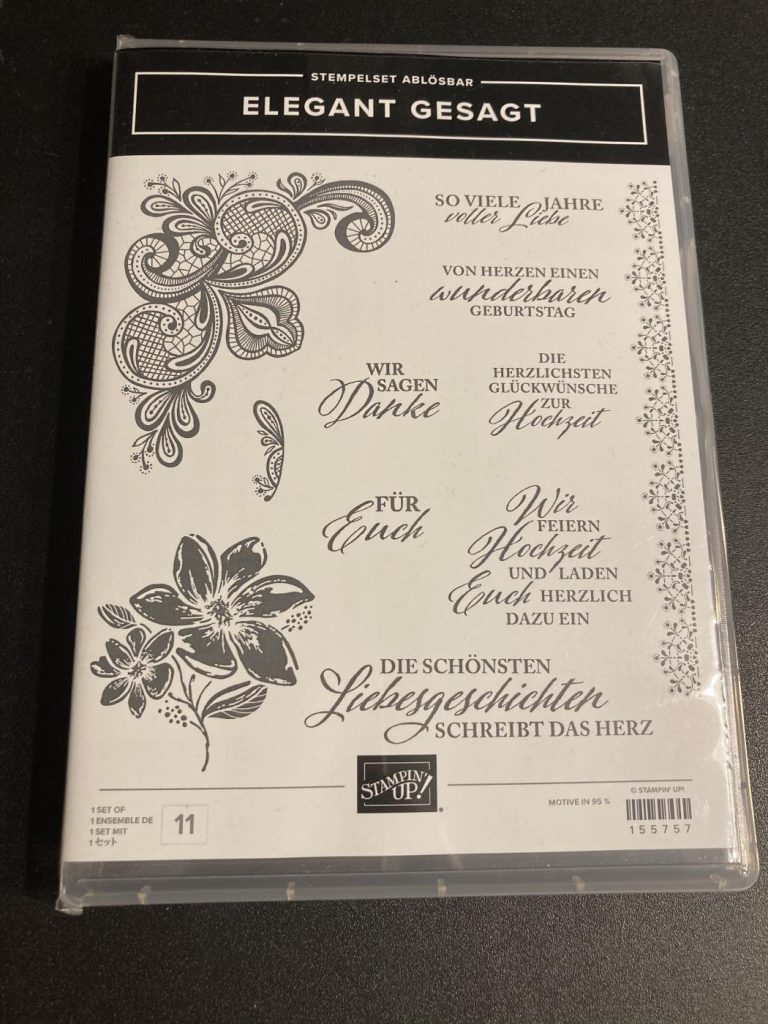 STEMPELSET ABLÖSBAR
ELEGANT GESAGT
SO VIELE JAHRE
voller Liebe
VON HERZEN EINEN
wunderbaren
GEBURTSTAG
WIR
SAGEN
Danke
DIE
HERZLICHSTEN
GLÜCKWÜNSCHE
ZUR
Hochzeit
FÜR
Euch
Wir
FEIERN
Hochzeit
UND LADEN
Euch HERZLICH
DAZU EIN
DIE SCHÖNSTEN
Liebesgeschichten
SCHREIBT DAS HERZ
STAMPIN'
UP!
1 SET OF
1 ENSEMBLE DE
1 SET MIT
1 セット
11
MOTIVE IN 95 %
© STAMPIN' UP!
155757